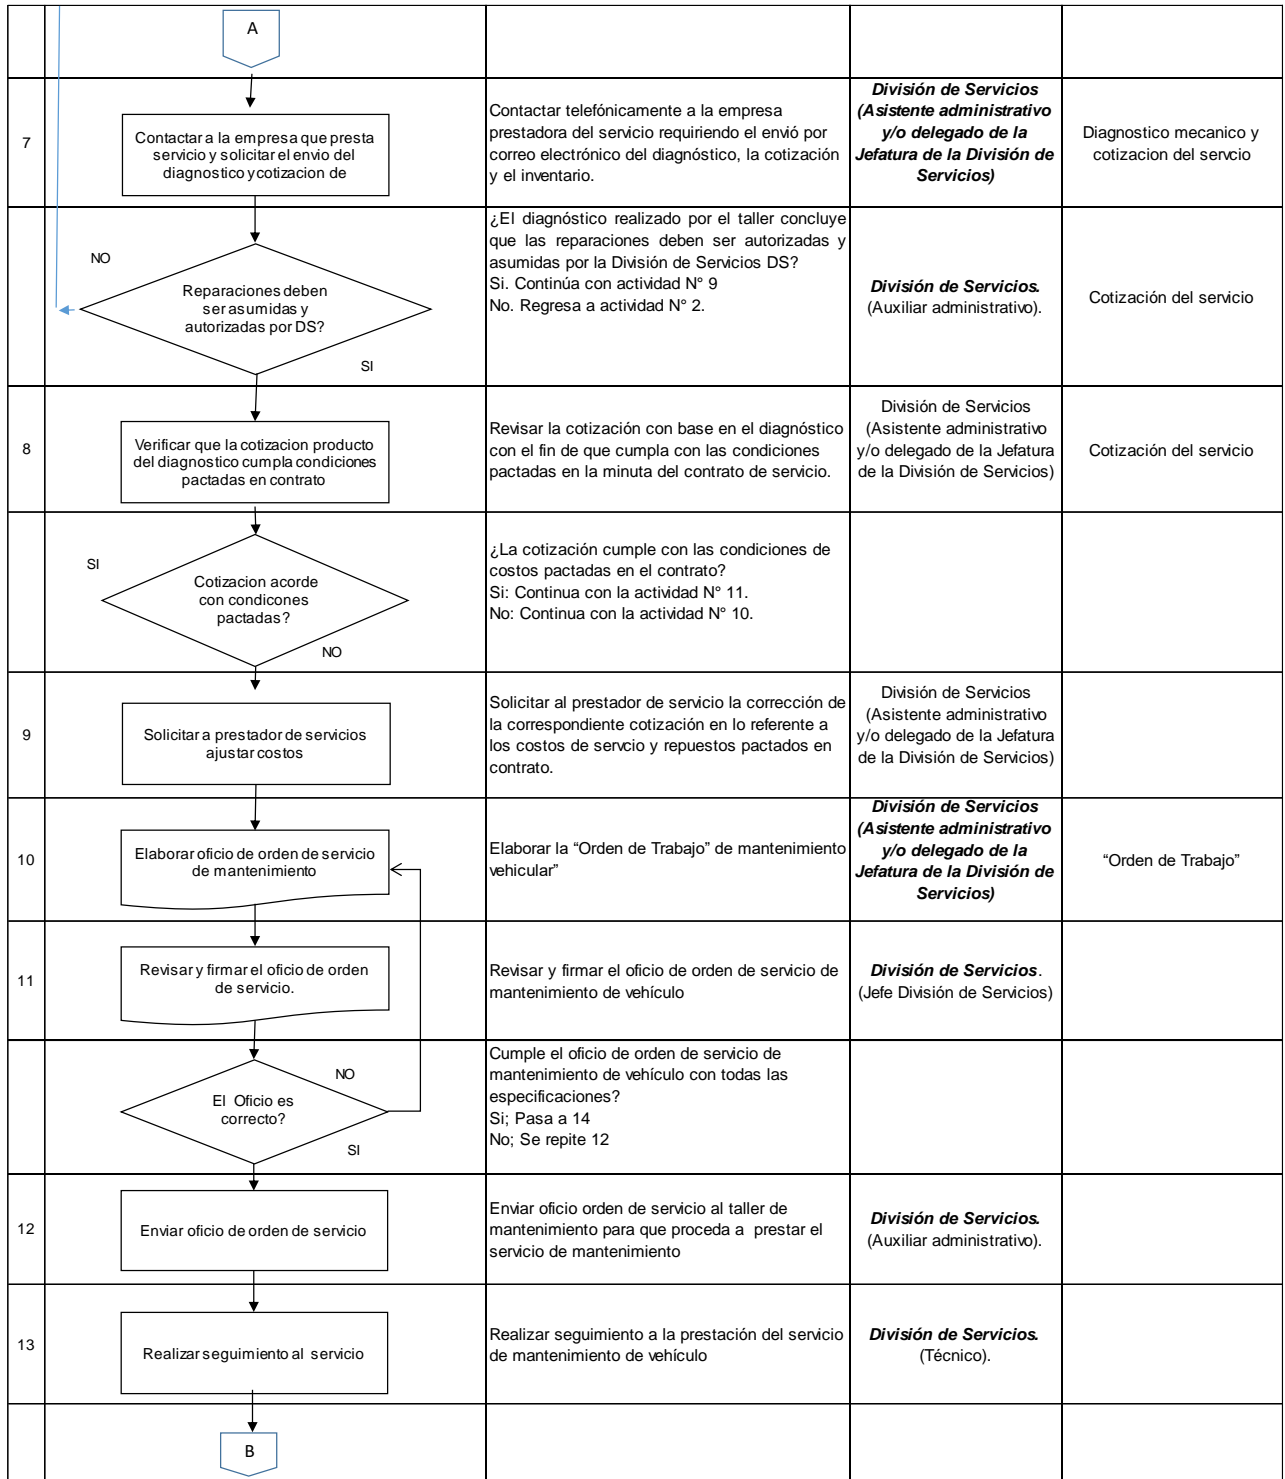 A
7
Contactar a la empresa que presta
servicio y solicitar el envio del
diagnostico y cotizacion de
Contactar telefónicamente a la empresa
prestadora del servicio requiriendo el envió por
correo electrónico del diagnóstico, la cotización
y el inventario.
División de Servicios
(Asistente administrativo
y/o delegado de la
Jefatura de la División de
Servicios)
Diagnostico mecanico y
cotizacion del servcio
NO
Reparaciones deben
ser asumidas y
autorizadas por DS?
SI
¿El diagnóstico realizado por el taller concluye
que las reparaciones deben ser autorizadas y
asumidas por la División de Servicios DS?
Si. Continúa con actividad N° 9
No. Regresa a actividad N° 2.
División de Servicios.
(Auxiliar administrativo).
Cotización del servicio
8
Verificar que la cotizacion producto
del diagnostico cumpla condiciones
pactadas en contrato
Revisar la cotización con base en el diagnóstico
con el fin de que cumpla con las condiciones
pactadas en la minuta del contrato de servicio.
División de Servicios
(Asistente administrativo
y/o delegado de la Jefatura
de la División de Servicios)
Cotización del servicio
SI
Cotizacion acorde
con condicones
pactadas?
NO
¿La cotización cumple con las condiciones de
costos pactadas en el contrato?
Si: Continua con la actividad N° 11.
No: Continua con la actividad N° 10.
9
Solicitar a prestador de servicios
ajustar costos
Solicitar al prestador de servicio la corrección de
la correspondiente cotización en lo referente a
los costos de servcio y repuestos pactados en
contrato.
División de Servicios
(Asistente administrativo
y/o delegado de la Jefatura
de la División de Servicios)
10
Elaborar oficio de orden de servicio
de mantenimiento
Elaborar la “Orden de Trabajo” de mantenimiento
vehicular”
División de Servicios
(Asistente administrativo
y/o delegado de la
Jefatura de la División de
Servicios)
“Orden de Trabajo”
11
Revisar y firmar el oficio de orden
de servicio.
Revisar y firmar el oficio de orden de servicio de
mantenimiento de vehículo
División de Servicios.
(Jefe División de Servicios)
NO
El Oficio es
correcto?
SI
Cumple el oficio de orden de servicio de
mantenimiento de vehículo con todas las
especificaciones?
Si; Pasa a 14
No; Se repite 12
12
Enviar oficio de orden de servicio
Enviar oficio orden de servicio al taller de
mantenimiento para que proceda a prestar el
servicio de mantenimiento
División de Servicios.
(Auxiliar administrativo).
13
Realizar seguimiento al servicio
Realizar seguimiento a la prestación del servicio
de mantenimiento de vehículo
División de Servicios.
(Técnico).
B